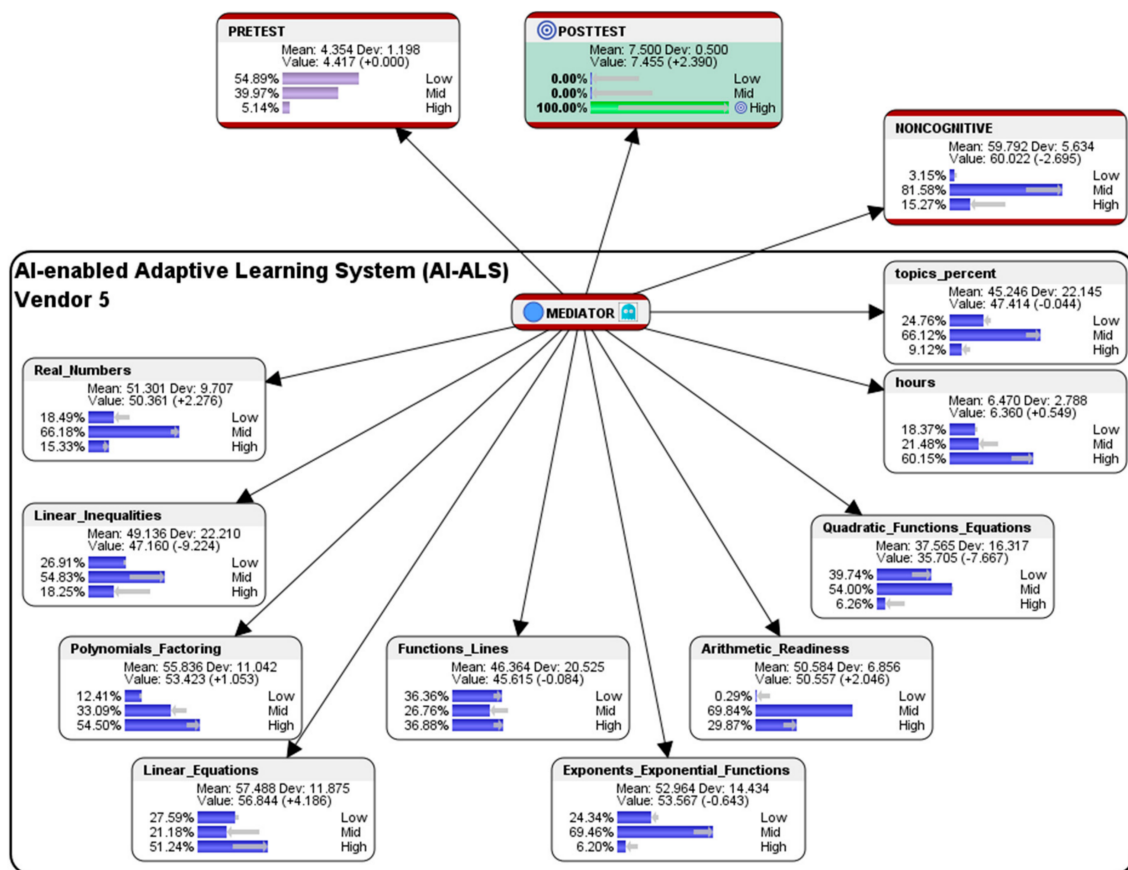 PRETEST
Mean: 4.354 Dev: 1.198
Value: 4.417 (+0.000)
54.89% Low
39.97% Mid
5.14% High
POSTTEST
Mean: 7.500 Dev: 0.500
Value: 7.455 (+2.390)
0.00% Low
0.00% Mid
100.00% High
NONCOGNITIVE
Mean: 59.792 Dev: 5.634
Value: 60.022 (-2.695)
3.15% Low
81.58% Mid
15.27% High
AI-enabled Adaptive Learning System (AI-ALS)
Vendor 5
MEDIATOR
topics_percent
Mean: 45.246 Dev: 22.145
Value: 47.414 (-0.044)
24.76% Low
66.12% Mid
9.12% High
Real_Numbers
Mean: 51.301 Dev: 9.707
Value: 50.361 (+2.276)
18.49% Low
66.18% Mid
15.33% High
hours
Mean: 6.470 Dev: 2.788
Value: 6.360 (+0.549)
18.37% Low
21.48% Mid
60.15% High
Linear_Inequalities
Mean: 49.136 Dev: 22.210
Value: 47.160 (-9.224)
26.91% Low
54.83% Mid
18.25% High
Quadratic_Functions_Equations
Mean: 37.565 Dev: 16.317
Value: 35.705 (-7.667)
39.74% Low
54.00% Mid
6.26% High
Polynomials_Factoring
Mean: 55.836 Dev: 11.042
Value: 53.423 (+1.053)
12.41% Low
33.09% Mid
54.50% High
Functions_Lines
Mean: 46.364 Dev: 20.525
Value: 45.615 (-0.084)
36.36% Low
26.76% Mid
36.88% High
Arithmetic_Readiness
Mean: 50.584 Dev: 6.856
Value: 50.557 (+2.046)
0.29% Low
69.84% Mid
29.87% High
Linear_Equations
Mean: 57.488 Dev: 11.875
Value: 56.844 (+4.186)
27.59% Low
21.18% Mid
51.24% High
Exponents_Exponential_Functions
Mean: 52.964 Dev: 14.434
Value: 53.567 (-0.643)
24.34% Low
69.46% Mid
6.20% High